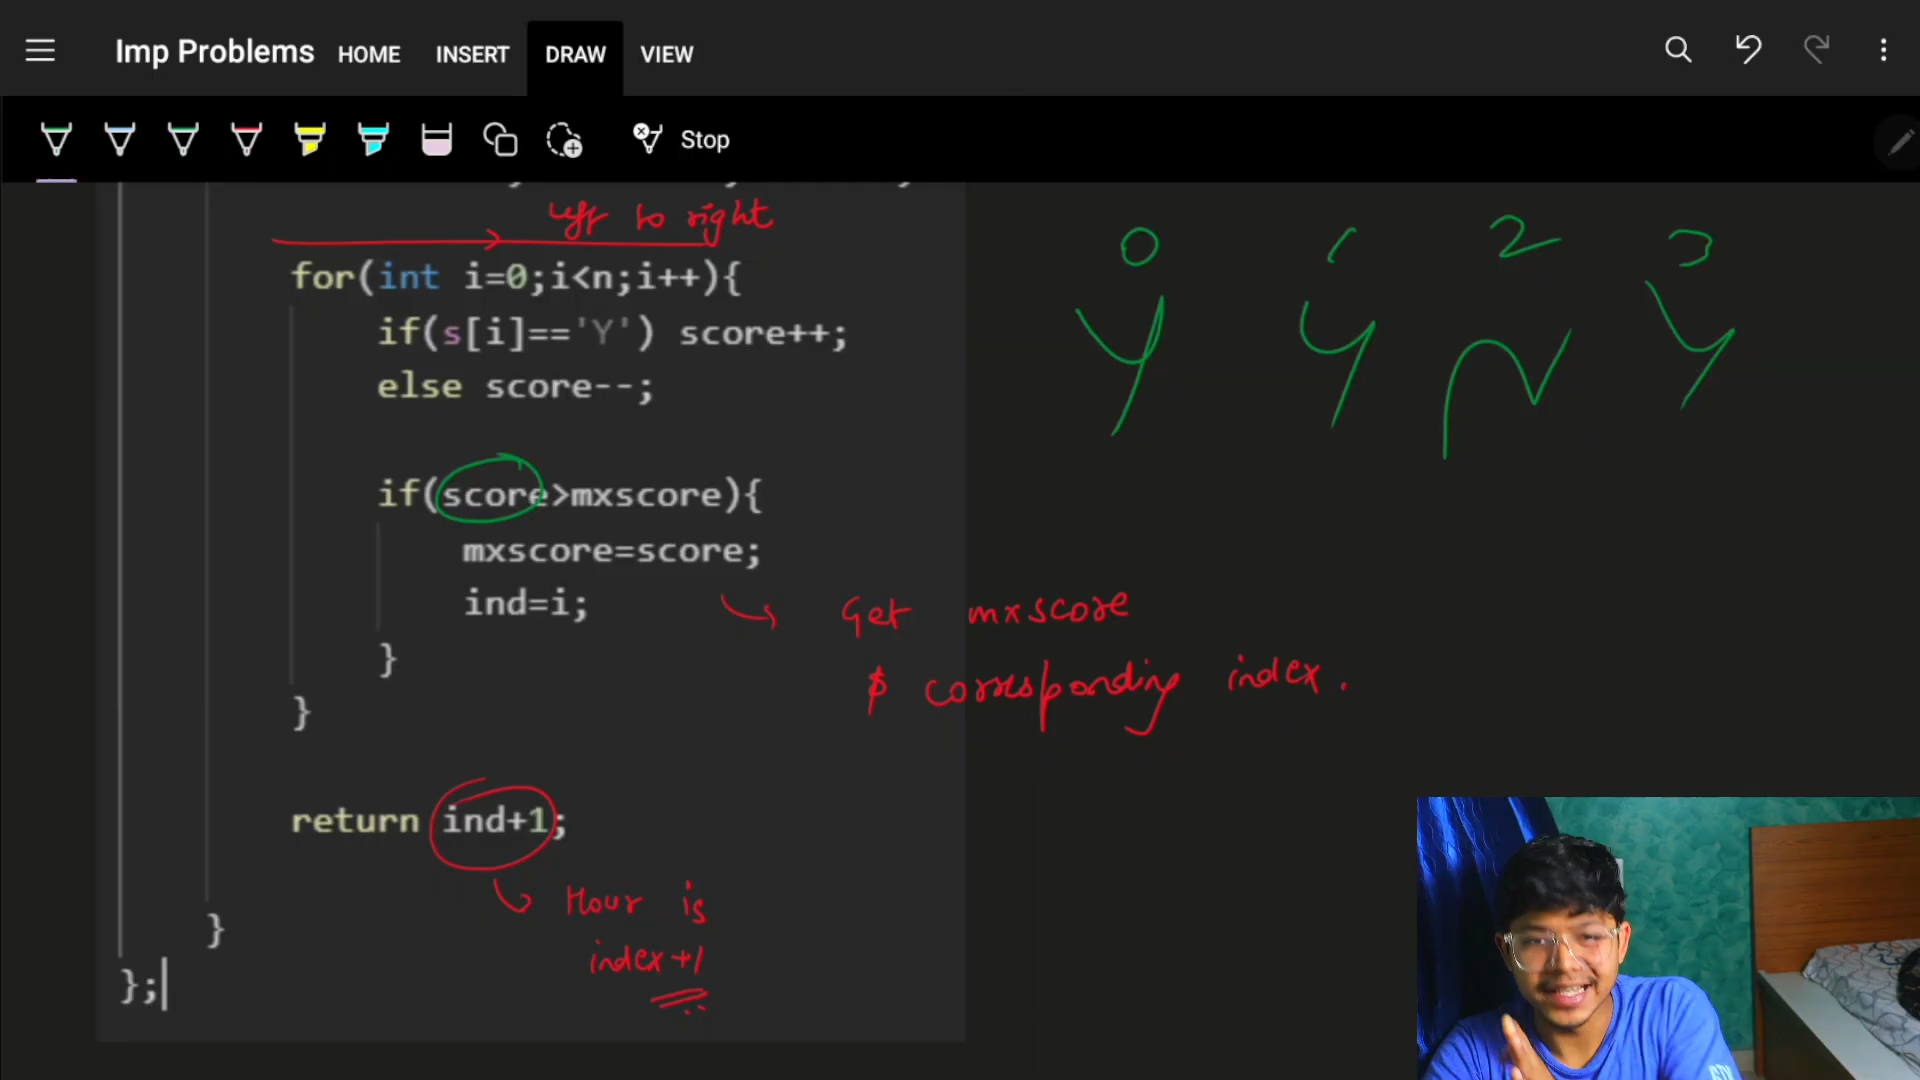 Imp Problems HOME INSERT DRAW VIEW
Stop
left to right
0 1 2 3
for(int i=0;i<n;i++){
Y Y N Y
if(s[i]=='Y') score++;
else score--;
if(score>mxscore){
mxscore=score;
ind=i;
Get mxscore
}
& corresponding index.
}
return ind+1;
Hour is
}
index+1
};